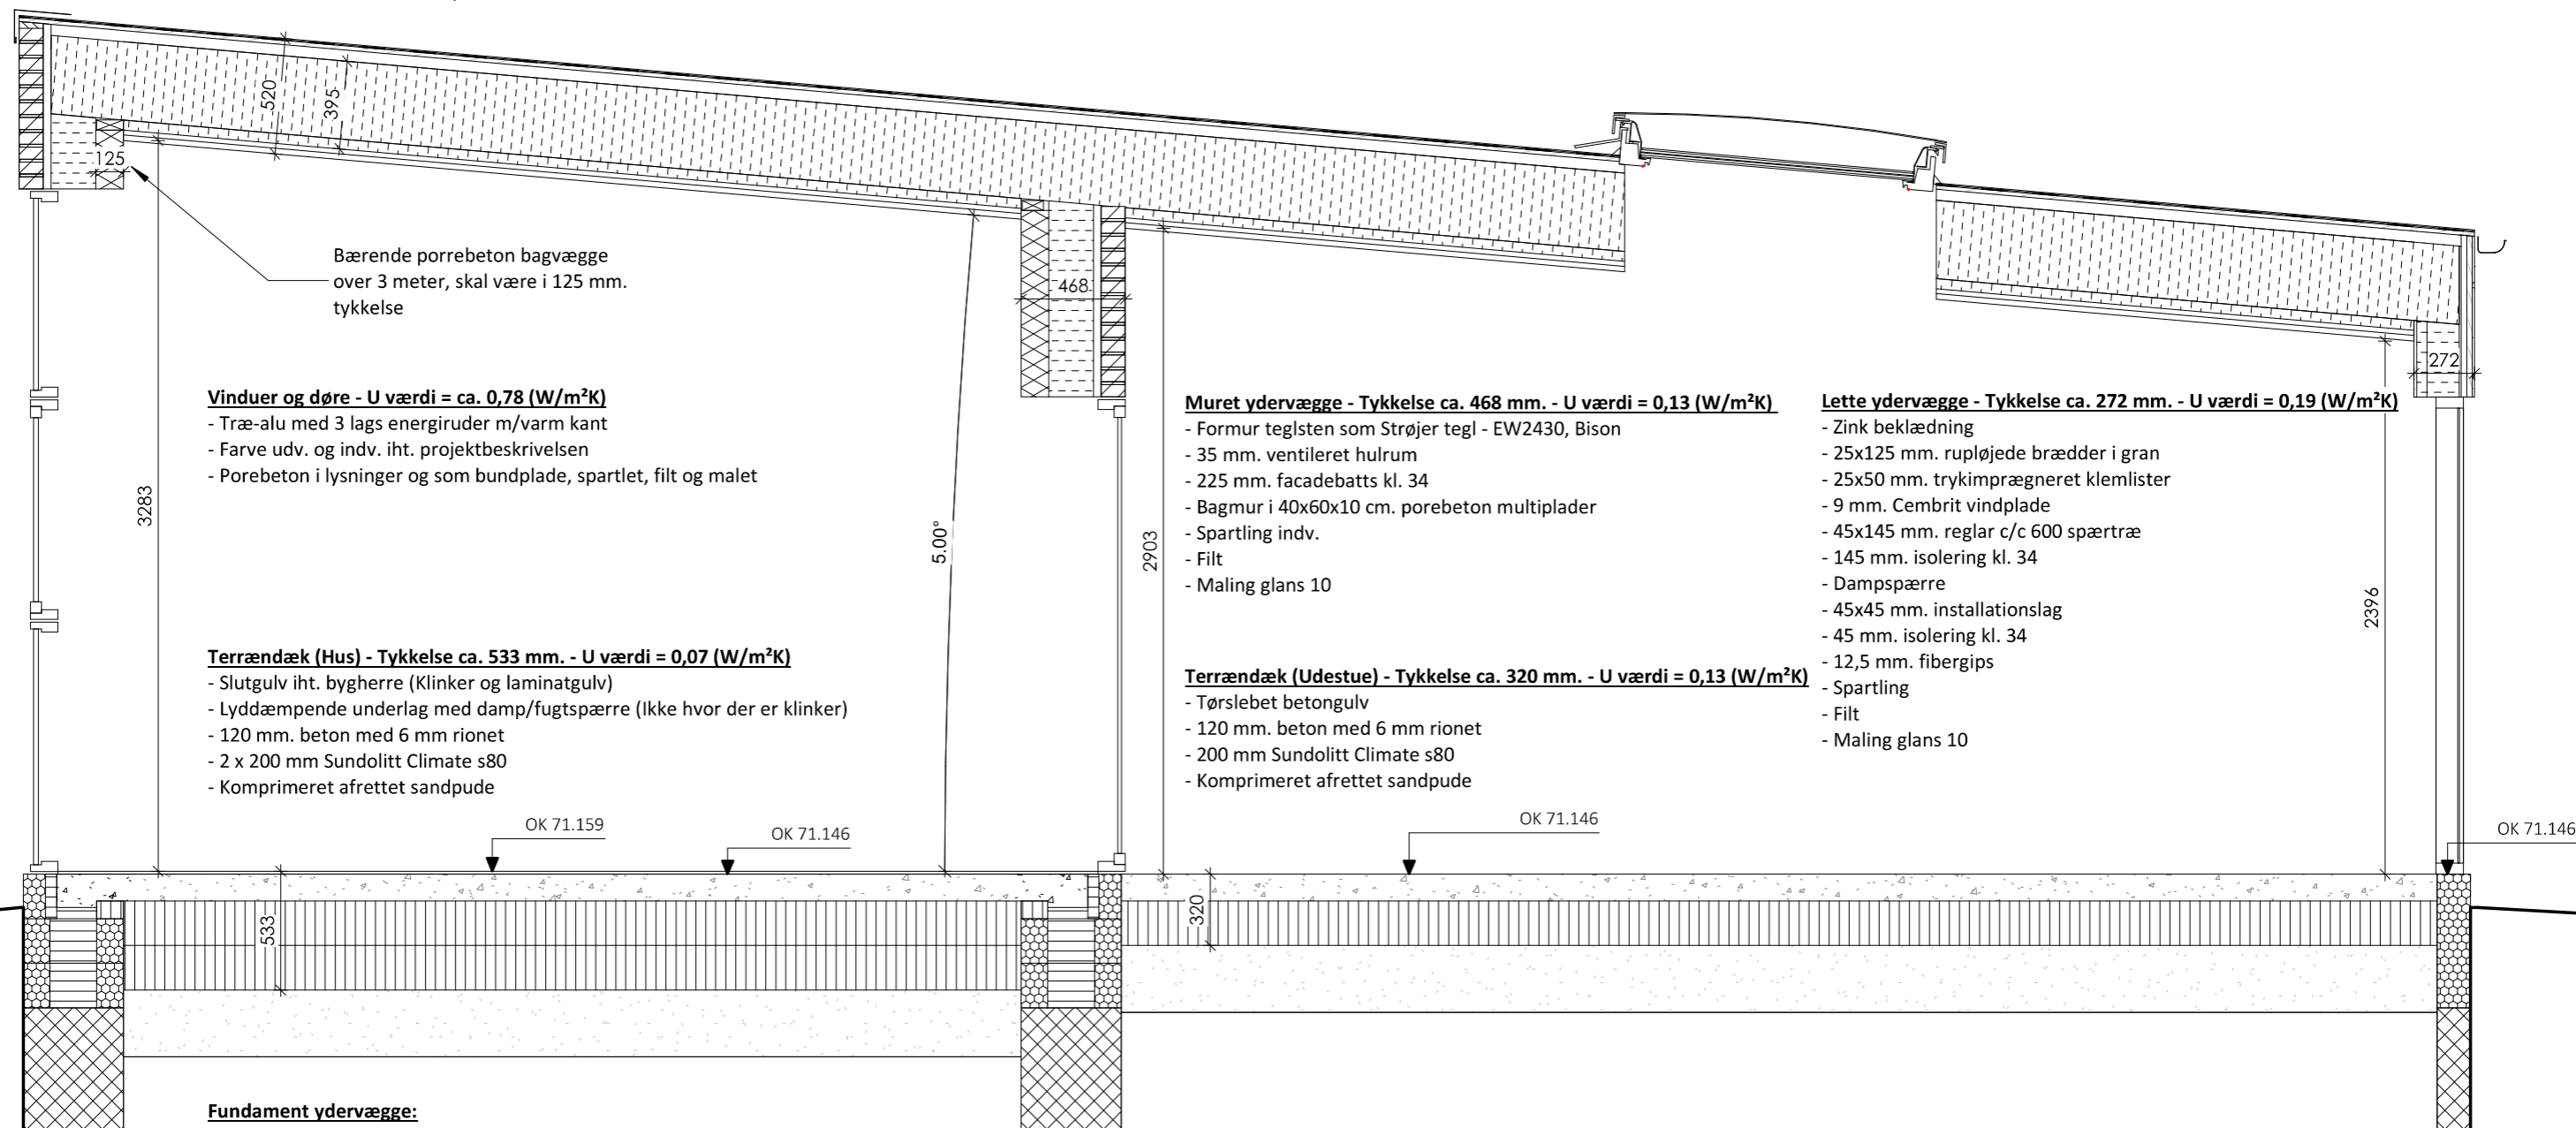 520
395
125
Bærende porrebeton bagvægge
over 3 meter, skal være i 125 mm.
tykkelse
468
272
Vinduer og døre - U værdi = ca. 0,78 (W/m²K)
- Træ-alu med 3 lags energiruder m/varm kant
- Farve udv. og indv. iht. projektbeskrivelsen
- Porebeton i lysninger og som bundplade, spartlet, filt og malet
3283
5.00°
2903
Muret ydervægge - Tykkelse ca. 468 mm. - U værdi = 0,13 (W/m²K)
- Formur teglsten som Strøjer tegl - EW2430, Bison
- 35 mm. ventileret hulrum
- 225 mm. facadebatts kl. 34
- Bagmur i 40x60x10 cm. porebeton multiplader
- Spartling indv.
- Filt
- Maling glans 10
Lette ydervægge - Tykkelse ca. 272 mm. - U værdi = 0,19 (W/m²K)
- Zink beklædning
- 25x125 mm. rupløjede brædder i gran
- 25x50 mm. trykimprægneret klemlister
- 9 mm. Cembrit vindplade
- 45x145 mm. reglar c/c 600 spærtræ
- 145 mm. isolering kl. 34
- Dampspærre
- 45x45 mm. installationslag
- 45 mm. isolering kl. 34
- 12,5 mm. fibergips
- Spartling
- Filt
- Maling glans 10
2396
Terrændæk (Hus) - Tykkelse ca. 533 mm. - U værdi = 0,07 (W/m²K)
- Slutgulv iht. bygherre (Klinker og laminatgulv)
- Lyddæmpende underlag med damp/fugtspærre (Ikke hvor der er klinker)
- 120 mm. beton med 6 mm rionet
- 2 x 200 mm Sundolitt Climate s80
- Komprimeret afrettet sandpude
Terrændæk (Udestue) - Tykkelse ca. 320 mm. - U værdi = 0,13 (W/m²K)
- Tørslebet betongulv
- 120 mm. beton med 6 mm rionet
- 200 mm Sundolitt Climate s80
- Komprimeret afrettet sandpude
OK 71.159
OK 71.146
OK 71.146
OK 71.146
533
320
Fundament ydervægge: